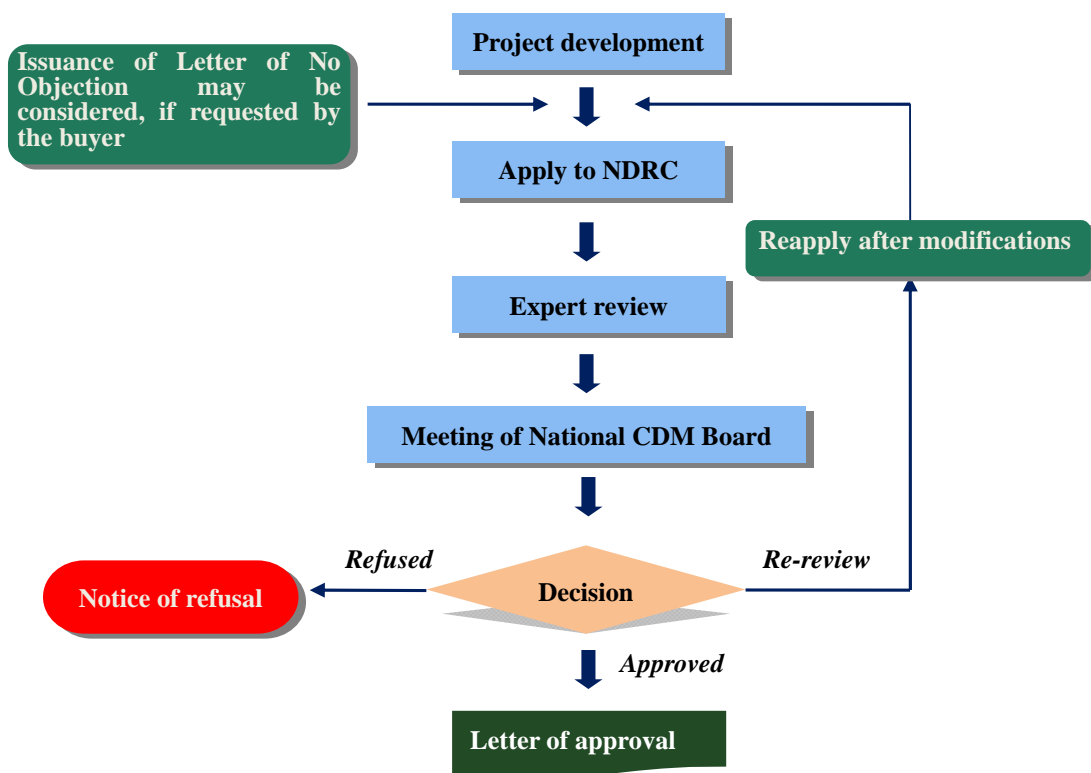 Project development
Issuance of Letter of No
Objection may be
considered, if requested by
the buyer
Apply to NDRC
Reapply after modifications
Expert review
Meeting of National CDM Board
Refused
Re-review
Notice of refusal
Decision
Approved
Letter of approval